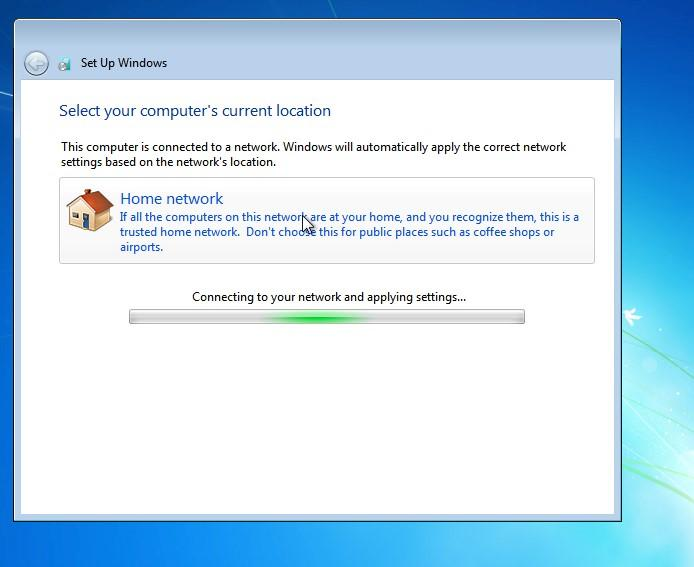 Set Up Windows
Select your computer's current location
This computer is connected to a network. Windows will automatically apply the correct network
settings based on the network's location.
Home network
If all the computers on this network are at your home, and you recognize them, this is a
trusted home network. Don't choose this for public places such as coffee shops or
airports.
Connecting to your network and applying settings...